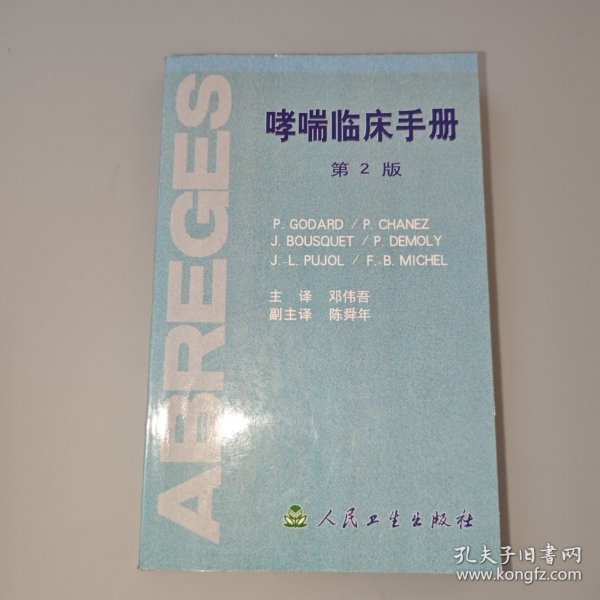 ABREGES
哮喘临床手册
第 2 版
P. GODARD / P. CHANEZ
J. BOUSQUET / P. DEMOLY
J.-L. PUJOL / F.-B. MICHEL
主 译 邓伟吾
副主译 陈舜年
人民卫生出版社
孔夫子旧书网
www.kongfz.com